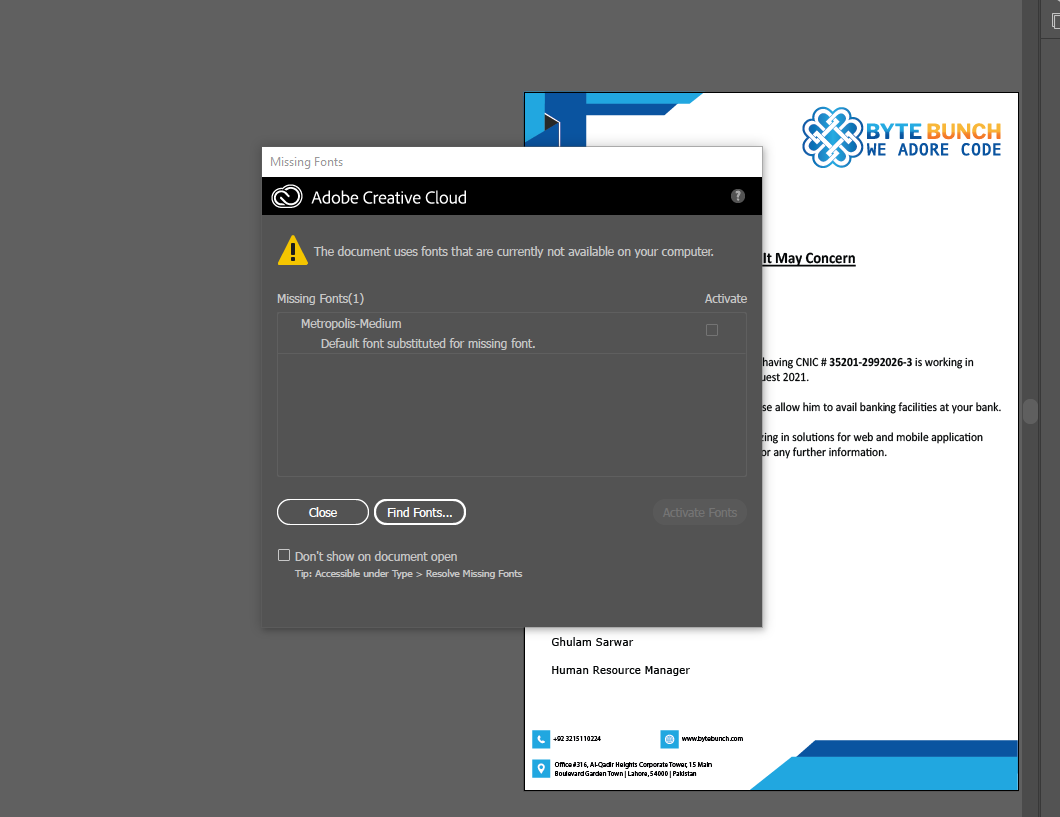 BYTE BUNCH
WE ADORE CODE
Missing Fonts
Adobe Creative Cloud
?
The document uses fonts that are currently not available on your computer.
It May Concern
Missing Fonts(1)
Activate
Metropolis-Medium
Default font substituted for missing font.
having CNIC # 35201-2992026-3 is working in
2021.
allow him to avail banking facilities at your bank.
in solutions for web and mobile application
or any further information.
Close
Find Fonts...
Activate Fonts
Don't show on document open
Tip: Accessible under Type > Resolve Missing Fonts
Ghulam Sarwar
Human Resource Manager
+92 3215110224
www.bytebunch.com
Office #316, Al-Qadir Heights Corporate Tower, 15 Main
Boulevard Garden Town | Lahore, 54000 | Pakistan